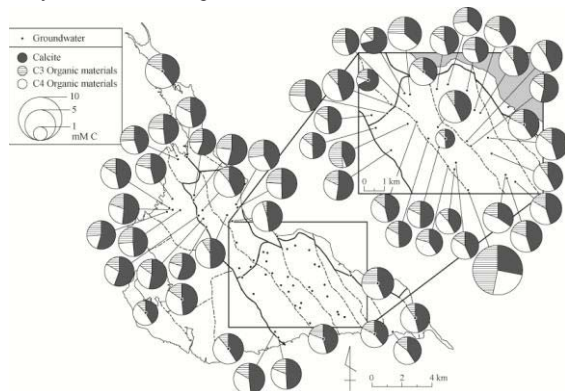 Groundwater
Calcite
C3 Organic materials
C4 Organic materials
10
5
1
mM C
0 1 km
0 2 4 km